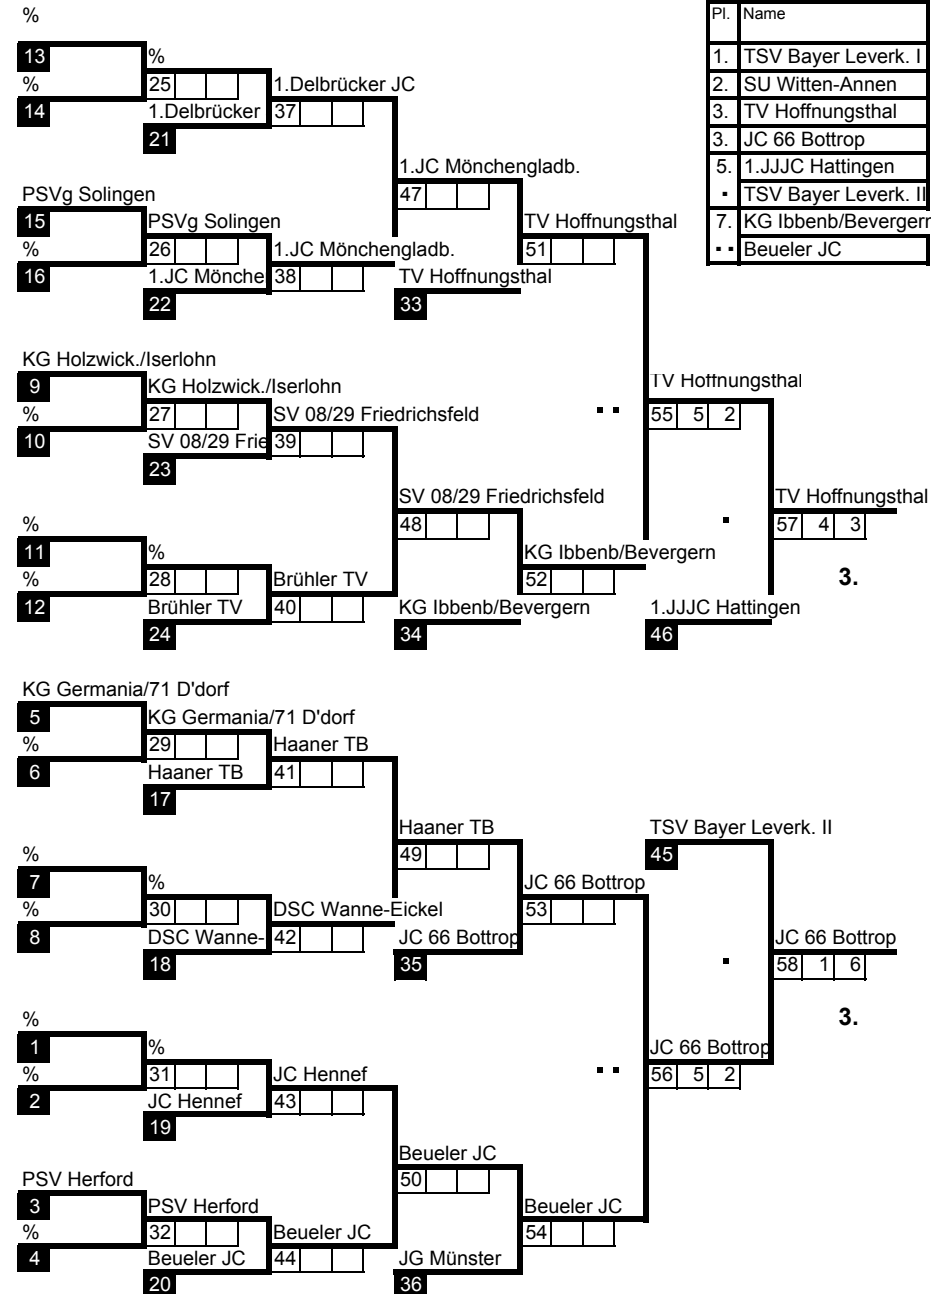 %
Pl. Name
13 %
1. TSV Bayer Leverk. I
% 25 1.Delbrücker JC
2. SU Witten-Annen
14 1.Delbrücker 37
3. TV Hoffnungsthal
21
3. JC 66 Bottrop
1.JC Mönchengladb.
5. 1.JJJC Hattingen
PSVg Solingen 47
. TSV Bayer Leverk. II
15 PSVg Solingen TV Hoffnungsthal
7. KG Ibbenb/Bevergern
% 26 1.JC Mönchengladb. 51
.. Beueler JC
16 1.JC Mönche 38 TV Hoffnungsthal
22 33
KG Holzwick./Iserlohn
9 KG Holzwick./Iserlohn TV Hoffnungsthal
% 27 SV 08/29 Friedrichsfeld .. 55 5 2
10 SV 08/29 Frie 39
23
SV 08/29 Friedrichsfeld TV Hoffnungsthal
% 48 . 57 4 3
11 % KG Ibbenb/Bevergern
% 28 Brühler TV 52 3.
12 Brühler TV 40 KG Ibbenb/Bevergern 1.JJJC Hattingen
24 34 46
KG Germania/71 D'dorf
5 KG Germania/71 D'dorf
% 29 Haaner TB
6 Haaner TB 41
17
Haaner TB TSV Bayer Leverk. II
% 49 45
7 % JC 66 Bottrop
% 30 DSC Wanne-Eickel 53
8 DSC Wanne- 42 JC 66 Bottrop JC 66 Bottrop
18 35 . 58 1 6
% 3.
1 % JC 66 Bottrop
% 31 JC Hennef .. 56 5 2
2 JC Hennef 43
19
Beueler JC
PSV Herford 50
3 PSV Herford Beueler JC
% 32 Beueler JC 54
4 Beueler JC 44 JG Münster
20 36